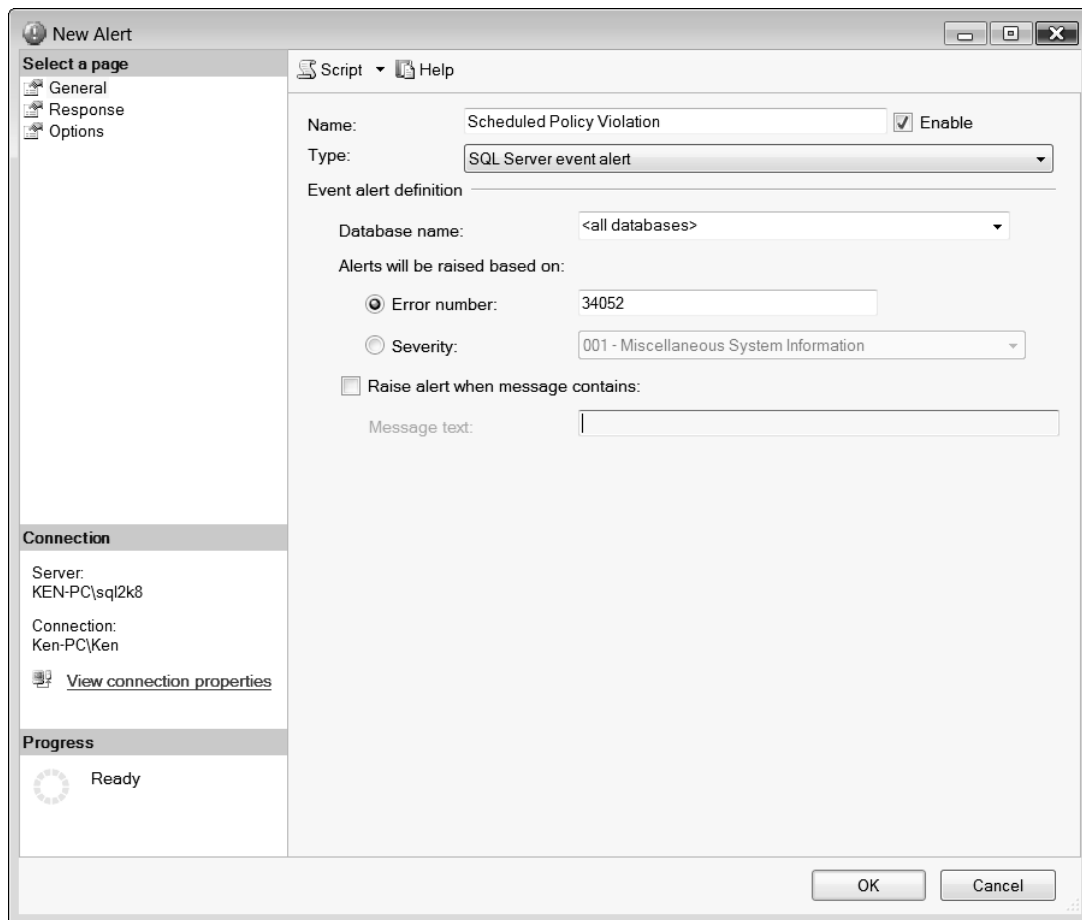 New Alert
Select a page
General
Response
Options
Script Help
Name: Scheduled Policy Violation Enable
Type: SQL Server event alert
Event alert definition
Database name: <all databases>
Alerts will be raised based on:
Error number: 34052
Severity: 001 - Miscellaneous System Information
Raise alert when message contains:
Message text:
Connection
Server:
KEN-PC\sql2k8
Connection:
Ken-PC\Ken
View connection properties
Progress
Ready
OK Cancel